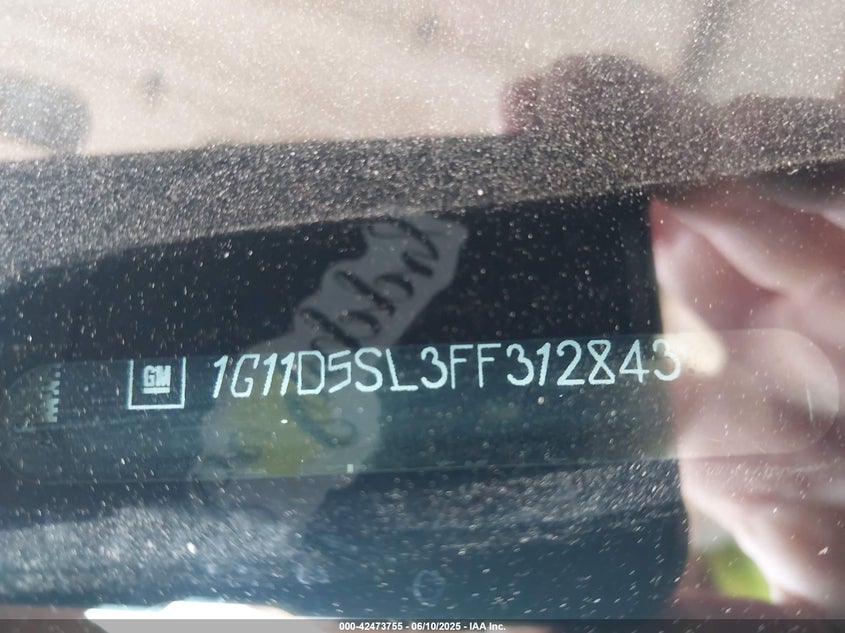 GM 1G11D5SL3FF312843
000-42473755 - 06/10/2025 - IAA Inc.